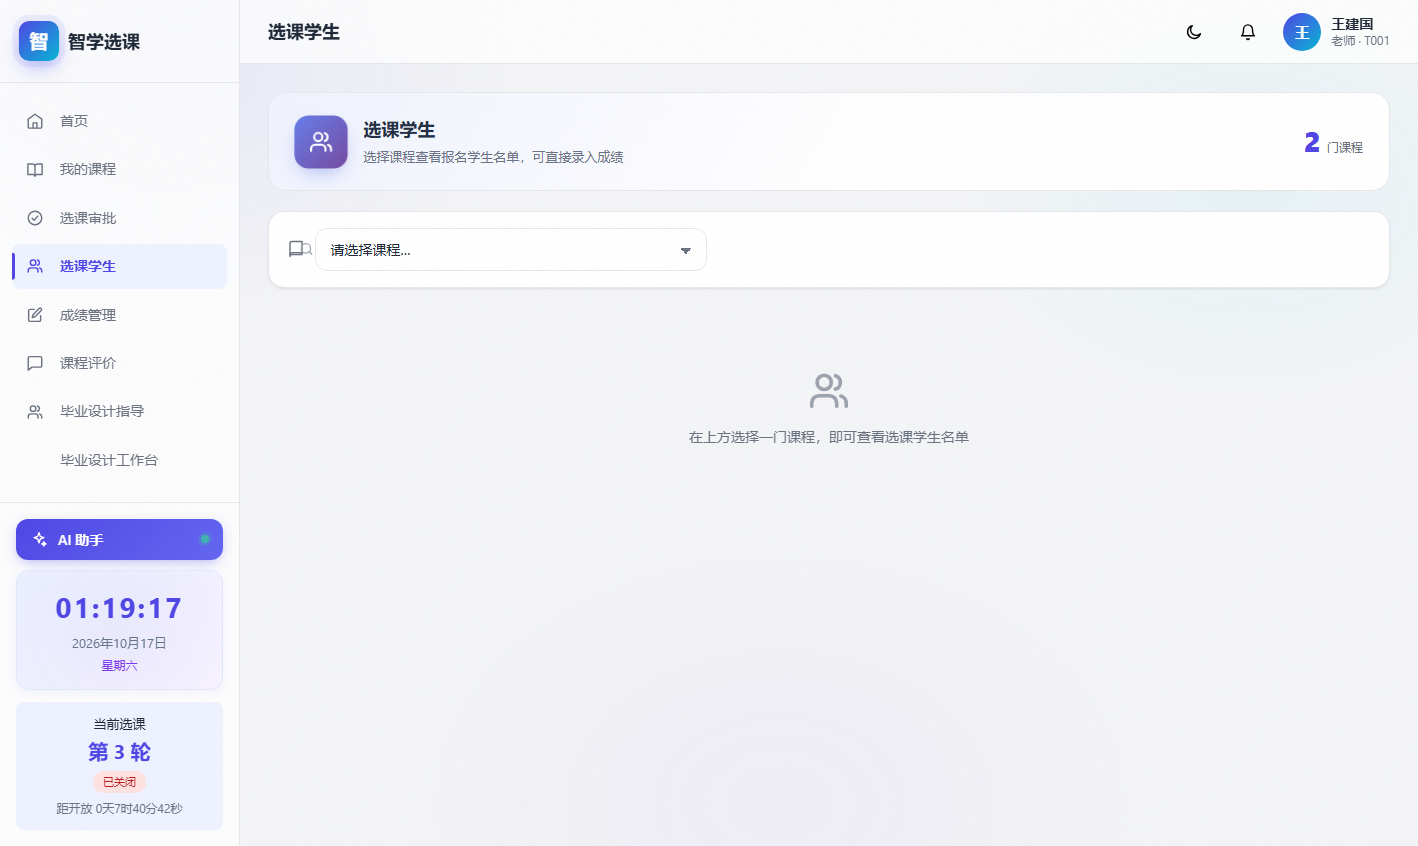 智 智学选课
首页
我的课程
选课审批
选课学生
成绩管理
课程评价
毕业设计指导
毕业设计工作台
AI 助手
01:19:17
2026年10月17日
星期六
当前选课
第 3 轮
已关闭
距开放 0天7时40分42秒
选课学生
王
王建国
老师 · T001
选课学生
选择课程查看报名学生名单，可直接录入成绩
2 门课程
请选择课程...
在上方选择一门课程，即可查看选课学生名单